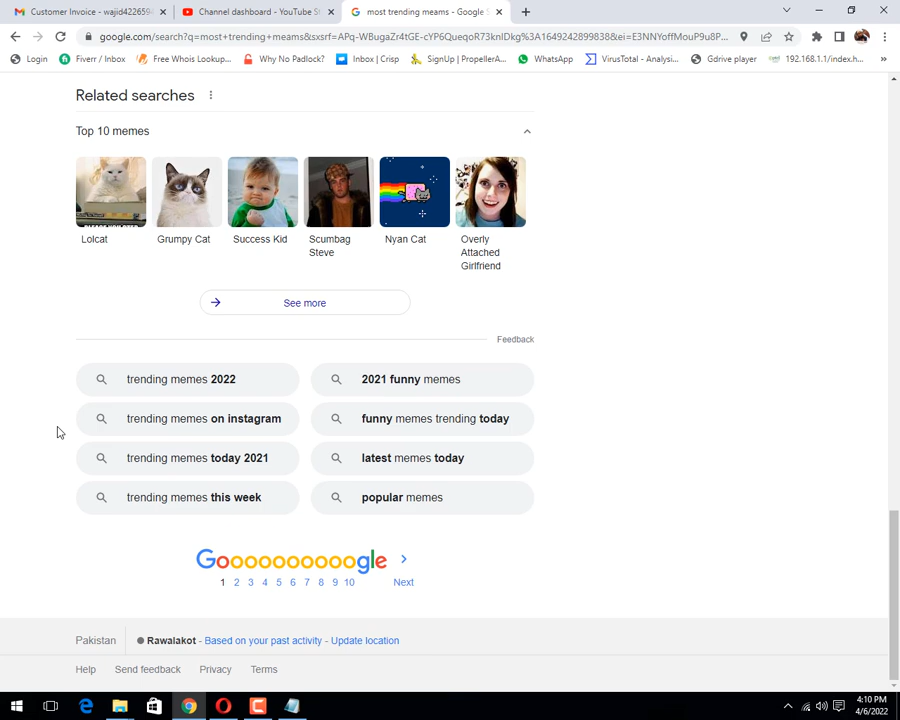 Customer Invoice - wajid422659
Channel dashboard - YouTube St
most trending meams - Google S
google.com/search?q=most+trending+meams&sxsrf=APq-WBugaZr4tGE-cYP6QueqoR73knIDkg%3A1649242899838&ei=E3NNYoffMouP9u8P...
Login
Fiverr / Inbox
Free Whois Lookup...
Why No Padlock?
Inbox | Crisp
SignUp | PropellerA...
WhatsApp
VirusTotal - Analysi...
Gdrive player
192.168.1.1/index.h...
Related searches
Top 10 memes
Lolcat
Grumpy Cat
Success Kid
Scumbag
Steve
Nyan Cat
Overly
Attached
Girlfriend
See more
Feedback
trending memes 2022
2021 funny memes
trending memes on instagram
funny memes trending today
trending memes today 2021
latest memes today
trending memes this week
popular memes
Goooooooooogle
1 2 3 4 5 6 7 8 9 10 Next
Pakistan
Rawalakot - Based on your past activity - Update location
Help Send feedback Privacy Terms
4:10 PM
4/6/2022